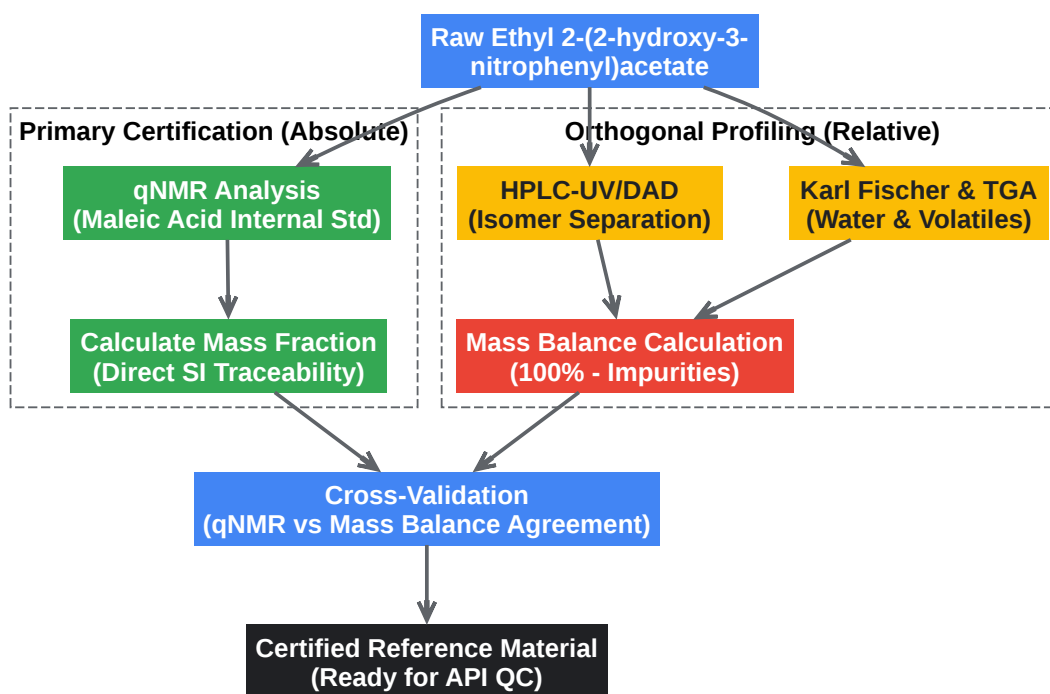 Raw Ethyl 2-(2-hydroxy-3-
nitrophenyl)acetate
Primary Certification (Absolute)
Orthogonal Profiling (Relative)
qNMR Analysis
(Maleic Acid Internal Std)
HPLC-UV/DAD
(Isomer Separation)
Karl Fischer & TGA
(Water & Volatiles)
Calculate Mass Fraction
(Direct SI Traceability)
Mass Balance Calculation
(100% - Impurities)
Cross-Validation
(qNMR vs Mass Balance Agreement)
Certified Reference Material
(Ready for API QC)